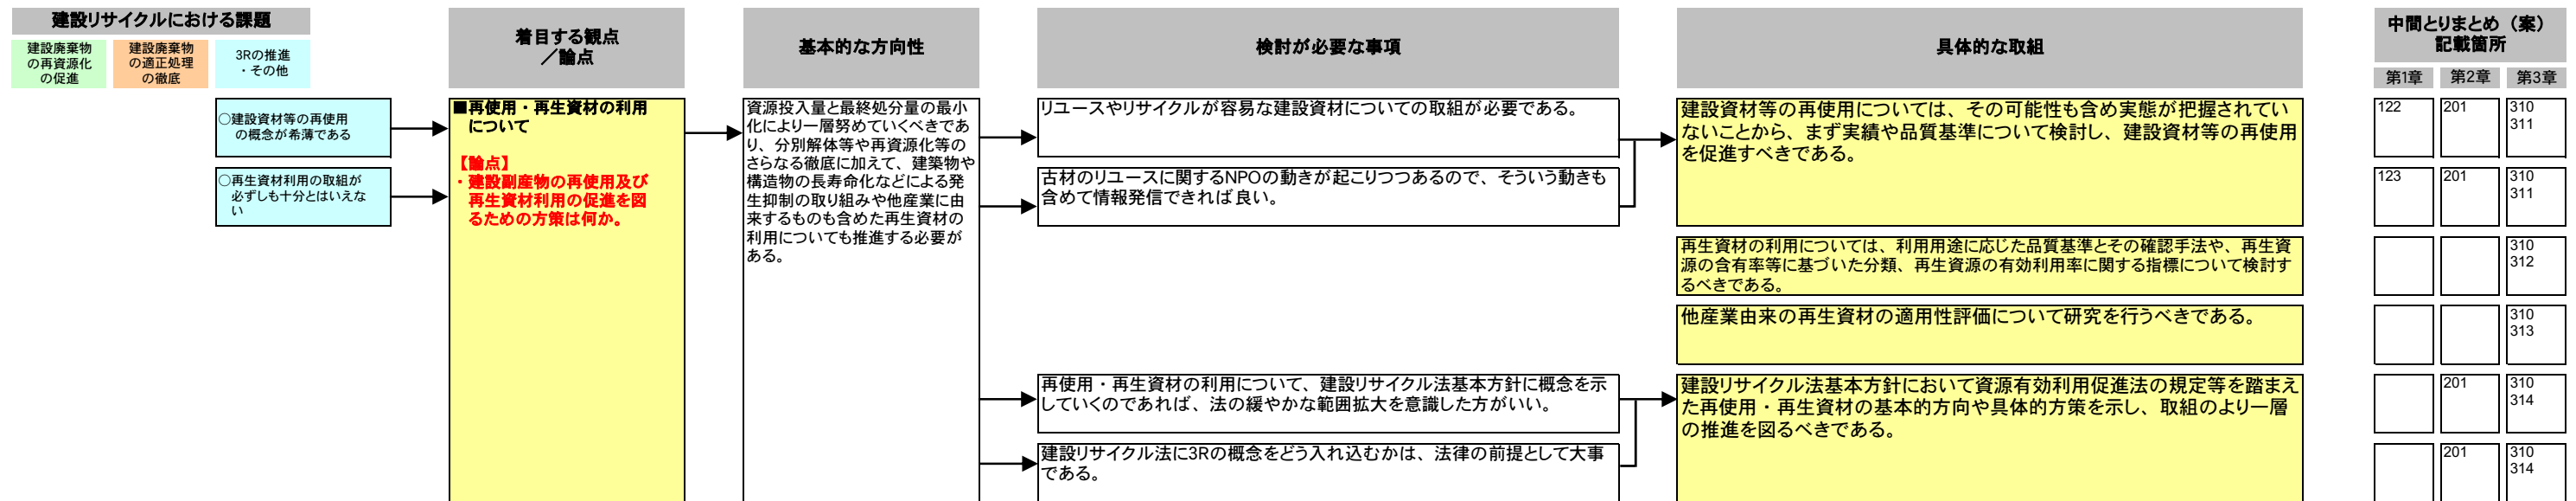 建設リサイクルにおける課題
建設廃棄物
の再資源化
の促進
建設廃棄物
の適正処理
の徹底
3Rの推進
・その他
着目する観点
／論点
基本的な方向性
検討が必要な事項
具体的な取組
中間とりまとめ（案）
記載箇所
第1章
第2章
第3章
○建設資材等の再使用
の概念が希薄である
○再生資材利用の取組が
必ずしも十分とはいえな
い
■再使用・再生資材の利用
について
【論点】
・建設副産物の再使用及び
再生資材利用の促進を図
るための方策は何か。
資源投入量と最終処分量の最小
化により一層努めていくべきであ
り、分別解体等や再資源化等の
さらなる徹底に加えて、建築物や
構造物の長寿命化などによる発
生抑制の取り組みや他産業に由
来するものも含めた再生資材の
利用についても推進する必要が
ある。
リユースやリサイクルが容易な建設資材についての取組が必要である。
古材のリユースに関するNPOの動きが起こりつつあるので、そういう動きも
含めて情報発信できれば良い。
再使用・再生資材の利用について、建設リサイクル法基本方針に概念を示
していくのであれば、法の緩やかな範囲拡大を意識した方がいい。
建設リサイクル法に3Rの概念をどう入れ込むかは、法律の前提として大事
である。
建設資材等の再使用については、その可能性も含め実態が把握されてい
ないことから、まず実績や品質基準について検討し、建設資材等の再使用
を促進すべきである。
再生資材の利用については、利用用途に応じた品質基準とその確認手法や、再生資
源の含有率等に基づいた分類、再生資源の有効利用率に関する指標について検討す
るべきである。
他産業由来の再生資材の適用性評価について研究を行うべきである。
建設リサイクル法基本方針において資源有効利用促進法の規定等を踏まえ
た再使用・再生資材の基本的方向や具体的方策を示し、取組のより一層
の推進を図るべきである。
122
201
310
311
123
201
310
311
310
312
310
313
201
310
314
201
310
314